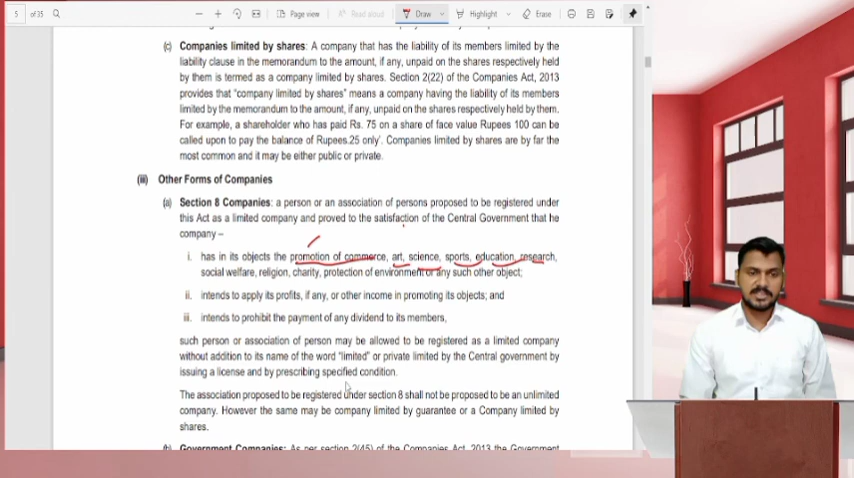 5 of 35 Page view Read aloud Draw Highlight Erase
(c) Companies limited by shares: A company that has the liability of its members limited by the
liability clause in the memorandum to the amount, if any, unpaid on the shares respectively held
by them is termed as a company limited by shares. Section 2(22) of the Companies Act, 2013
provides that "company limited by shares" means a company having the liability of its members
limited by the memorandum to the amount, if any, unpaid on the shares respectively held by them.
For example, a shareholder who has paid Rs. 75 on a share of face value Rupees 100 can be
called upon to pay the balance of Rupees.25 only'. Companies limited by shares are by far the
most common and it may be either public or private.
(iii) Other Forms of Companies
(a) Section 8 Companies: a person or an association of persons proposed to be registered under
this Act as a limited company and proved to the satisfaction of the Central Government that he
company –
i. has in its objects the promotion of commerce, art, science, sports, education, research,
social welfare, religion, charity, protection of environment or any such other object;
ii. intends to apply its profits, if any, or other income in promoting its objects; and
iii. intends to prohibit the payment of any dividend to its members,
such person or association of person may be allowed to be registered as a limited company
without addition to its name of the word "limited" or private limited by the Central government by
issuing a license and by prescribing specified condition.
The association proposed to be registered under section 8 shall not be proposed to be an unlimited
company. However the same may be company limited by guarantee or a Company limited by
shares.
(b) Government Companies: As per section 2(45) of the Companies Act, 2013 the Government